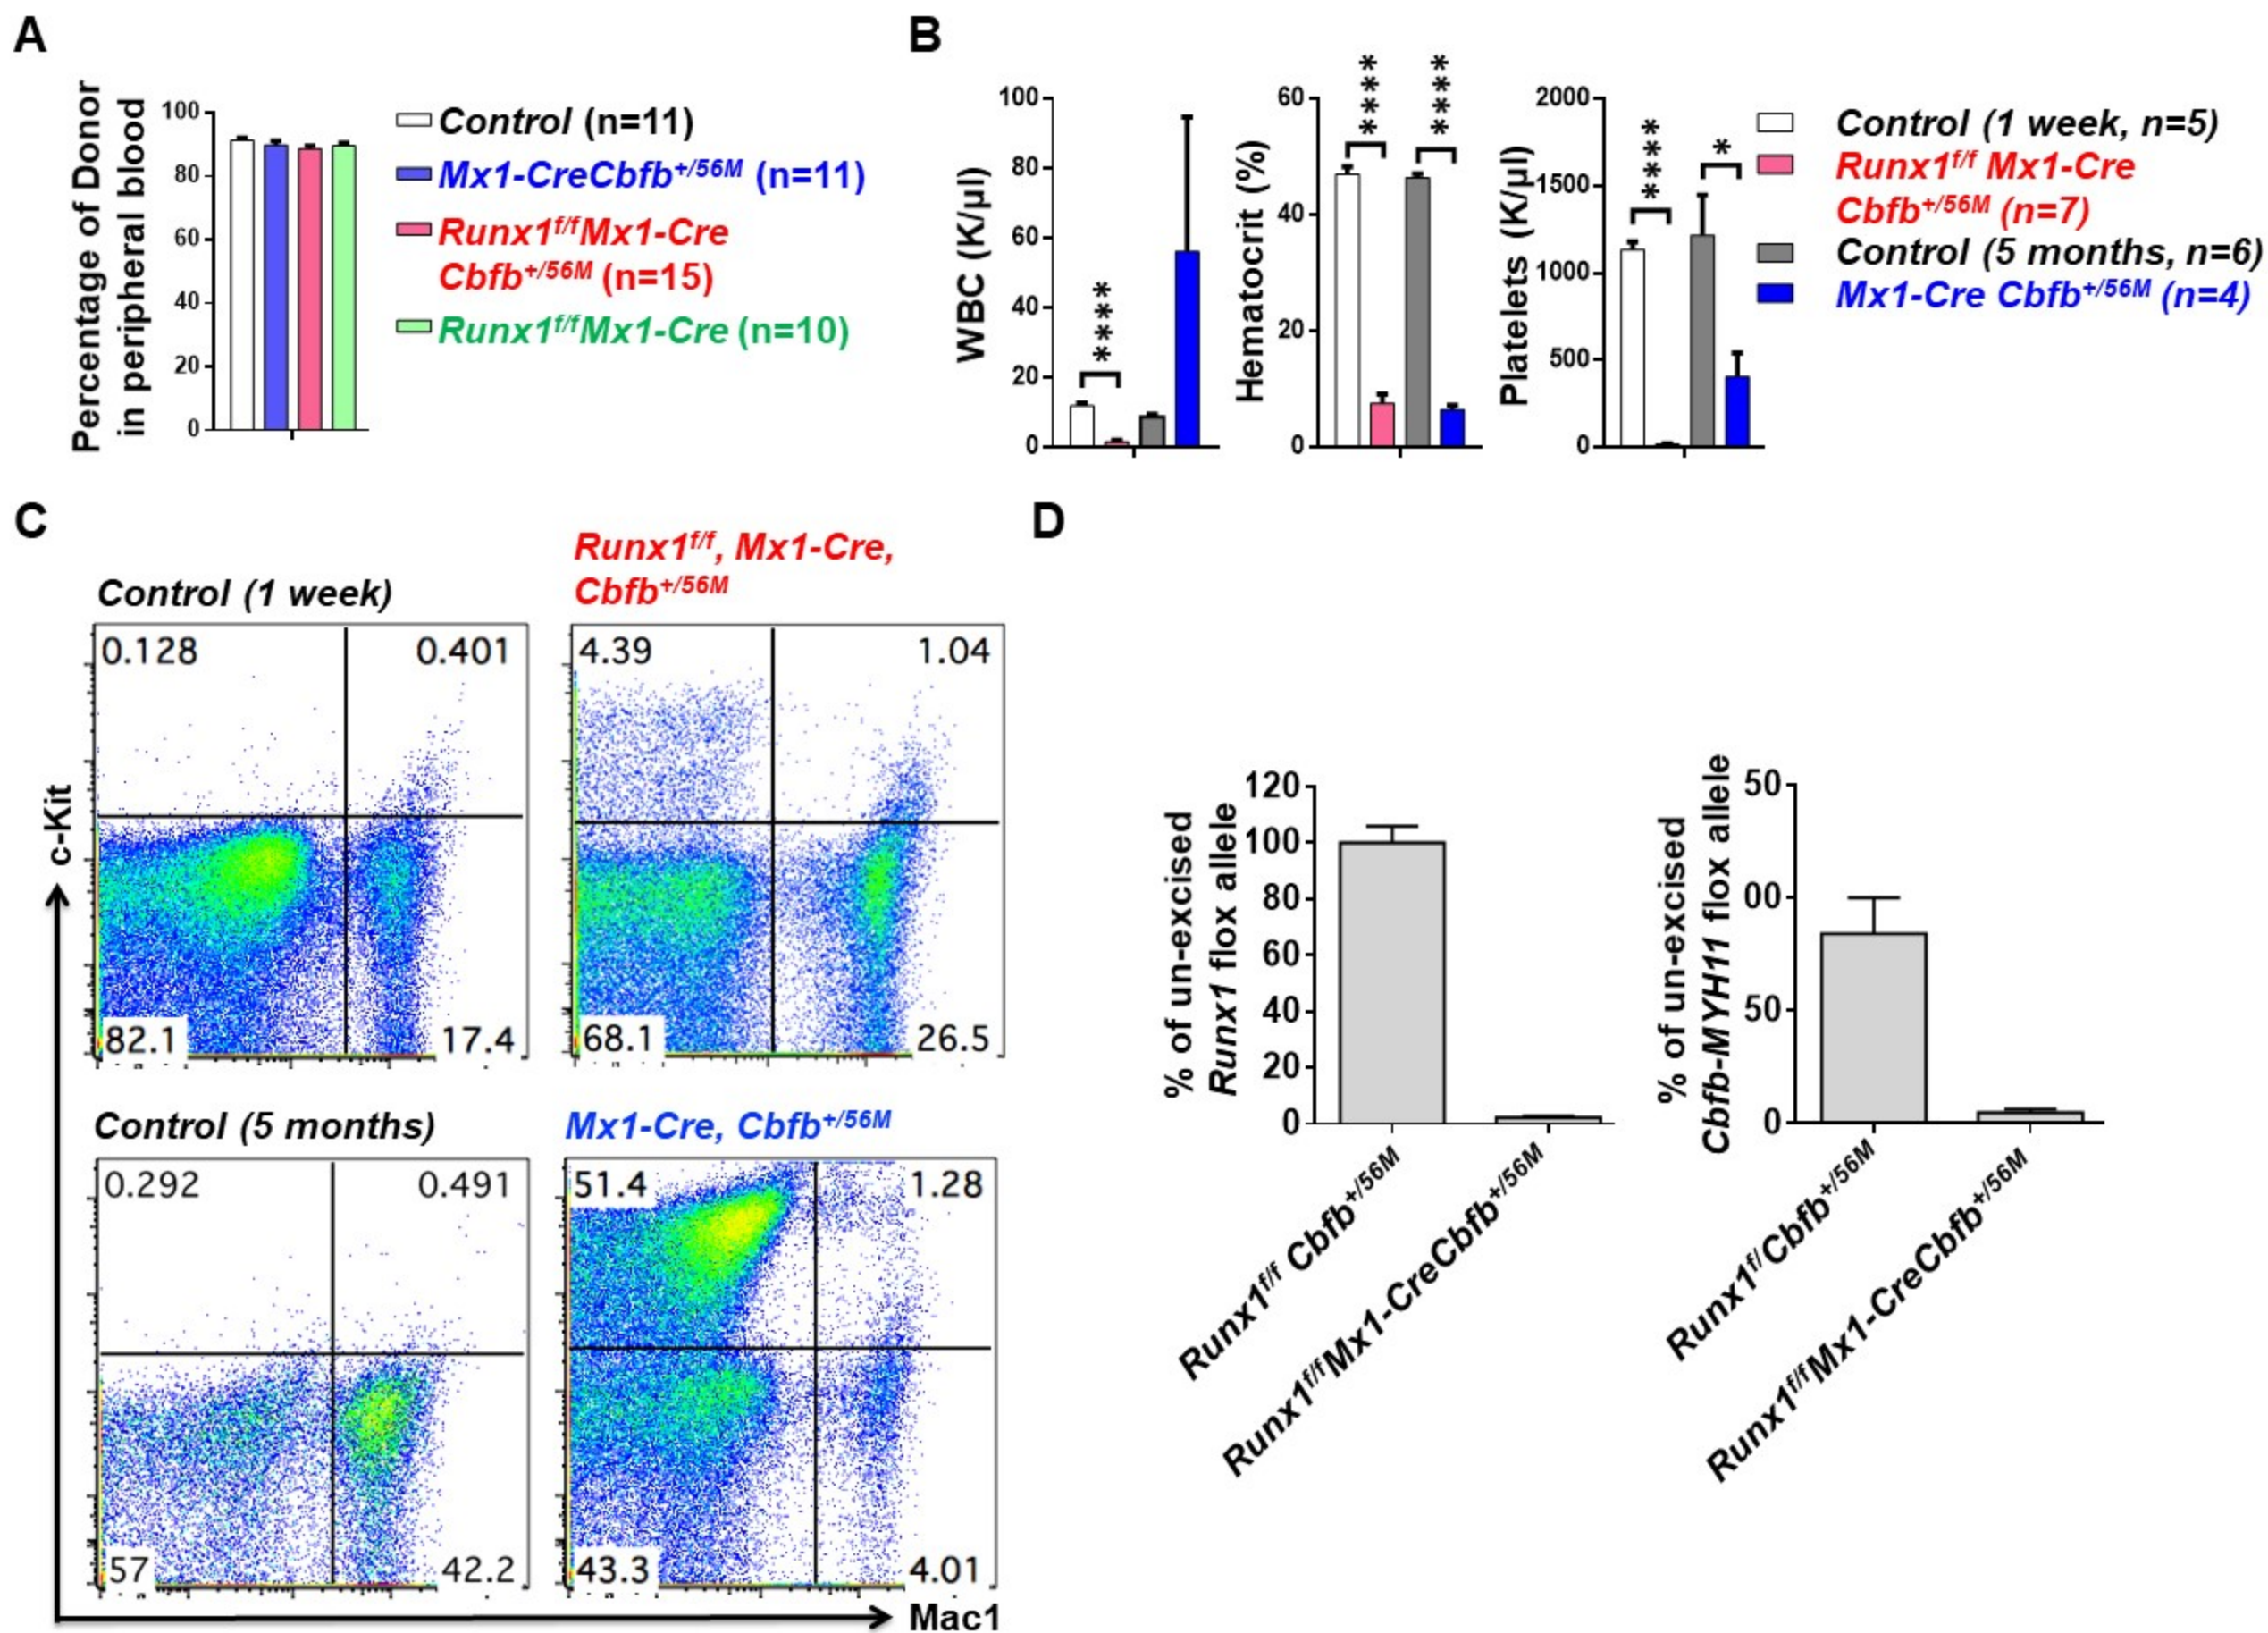 A
Percentage of Donor
in peripheral blood
100
80
60
40
20
0
Control (n=11)
Mx1-CreCbfb+/56M (n=11)
Runx1f/fMx1-Cre
Cbfb+/56M (n=15)
Runx1f/fMx1-Cre (n=10)
B
WBC (K/µl)
100
80
60
40
20
0
****
Hematocrit (%)
60
40
20
0
****
****
Platelets (K/µl)
2000
1500
1000
500
0
****
*
Control (1 week, n=5)
Runx1f/f Mx1-Cre
Cbfb+/56M (n=7)
Control (5 months, n=6)
Mx1-Cre Cbfb+/56M (n=4)
C
Control (1 week)
0.128
0.401
82.1
17.4
Runx1f/f, Mx1-Cre,
Cbfb+/56M
4.39
1.04
68.1
26.5
Control (5 months)
0.292
0.491
57
42.2
Mx1-Cre, Cbfb+/56M
51.4
1.28
43.3
4.01
c-Kit
Mac1
D
% of un-excised
Runx1 flox allele
120
100
80
60
40
20
0
Runx1f/f Cbfb+/56M
Runx1f/fMx1-CreCbfb+/56M
% of un-excised
Cbfb-MYH11 flox allele
50
00
50
0
Runx1f/Cbfb+/56M
Runx1f/fMx1-CreCbfb+/56M